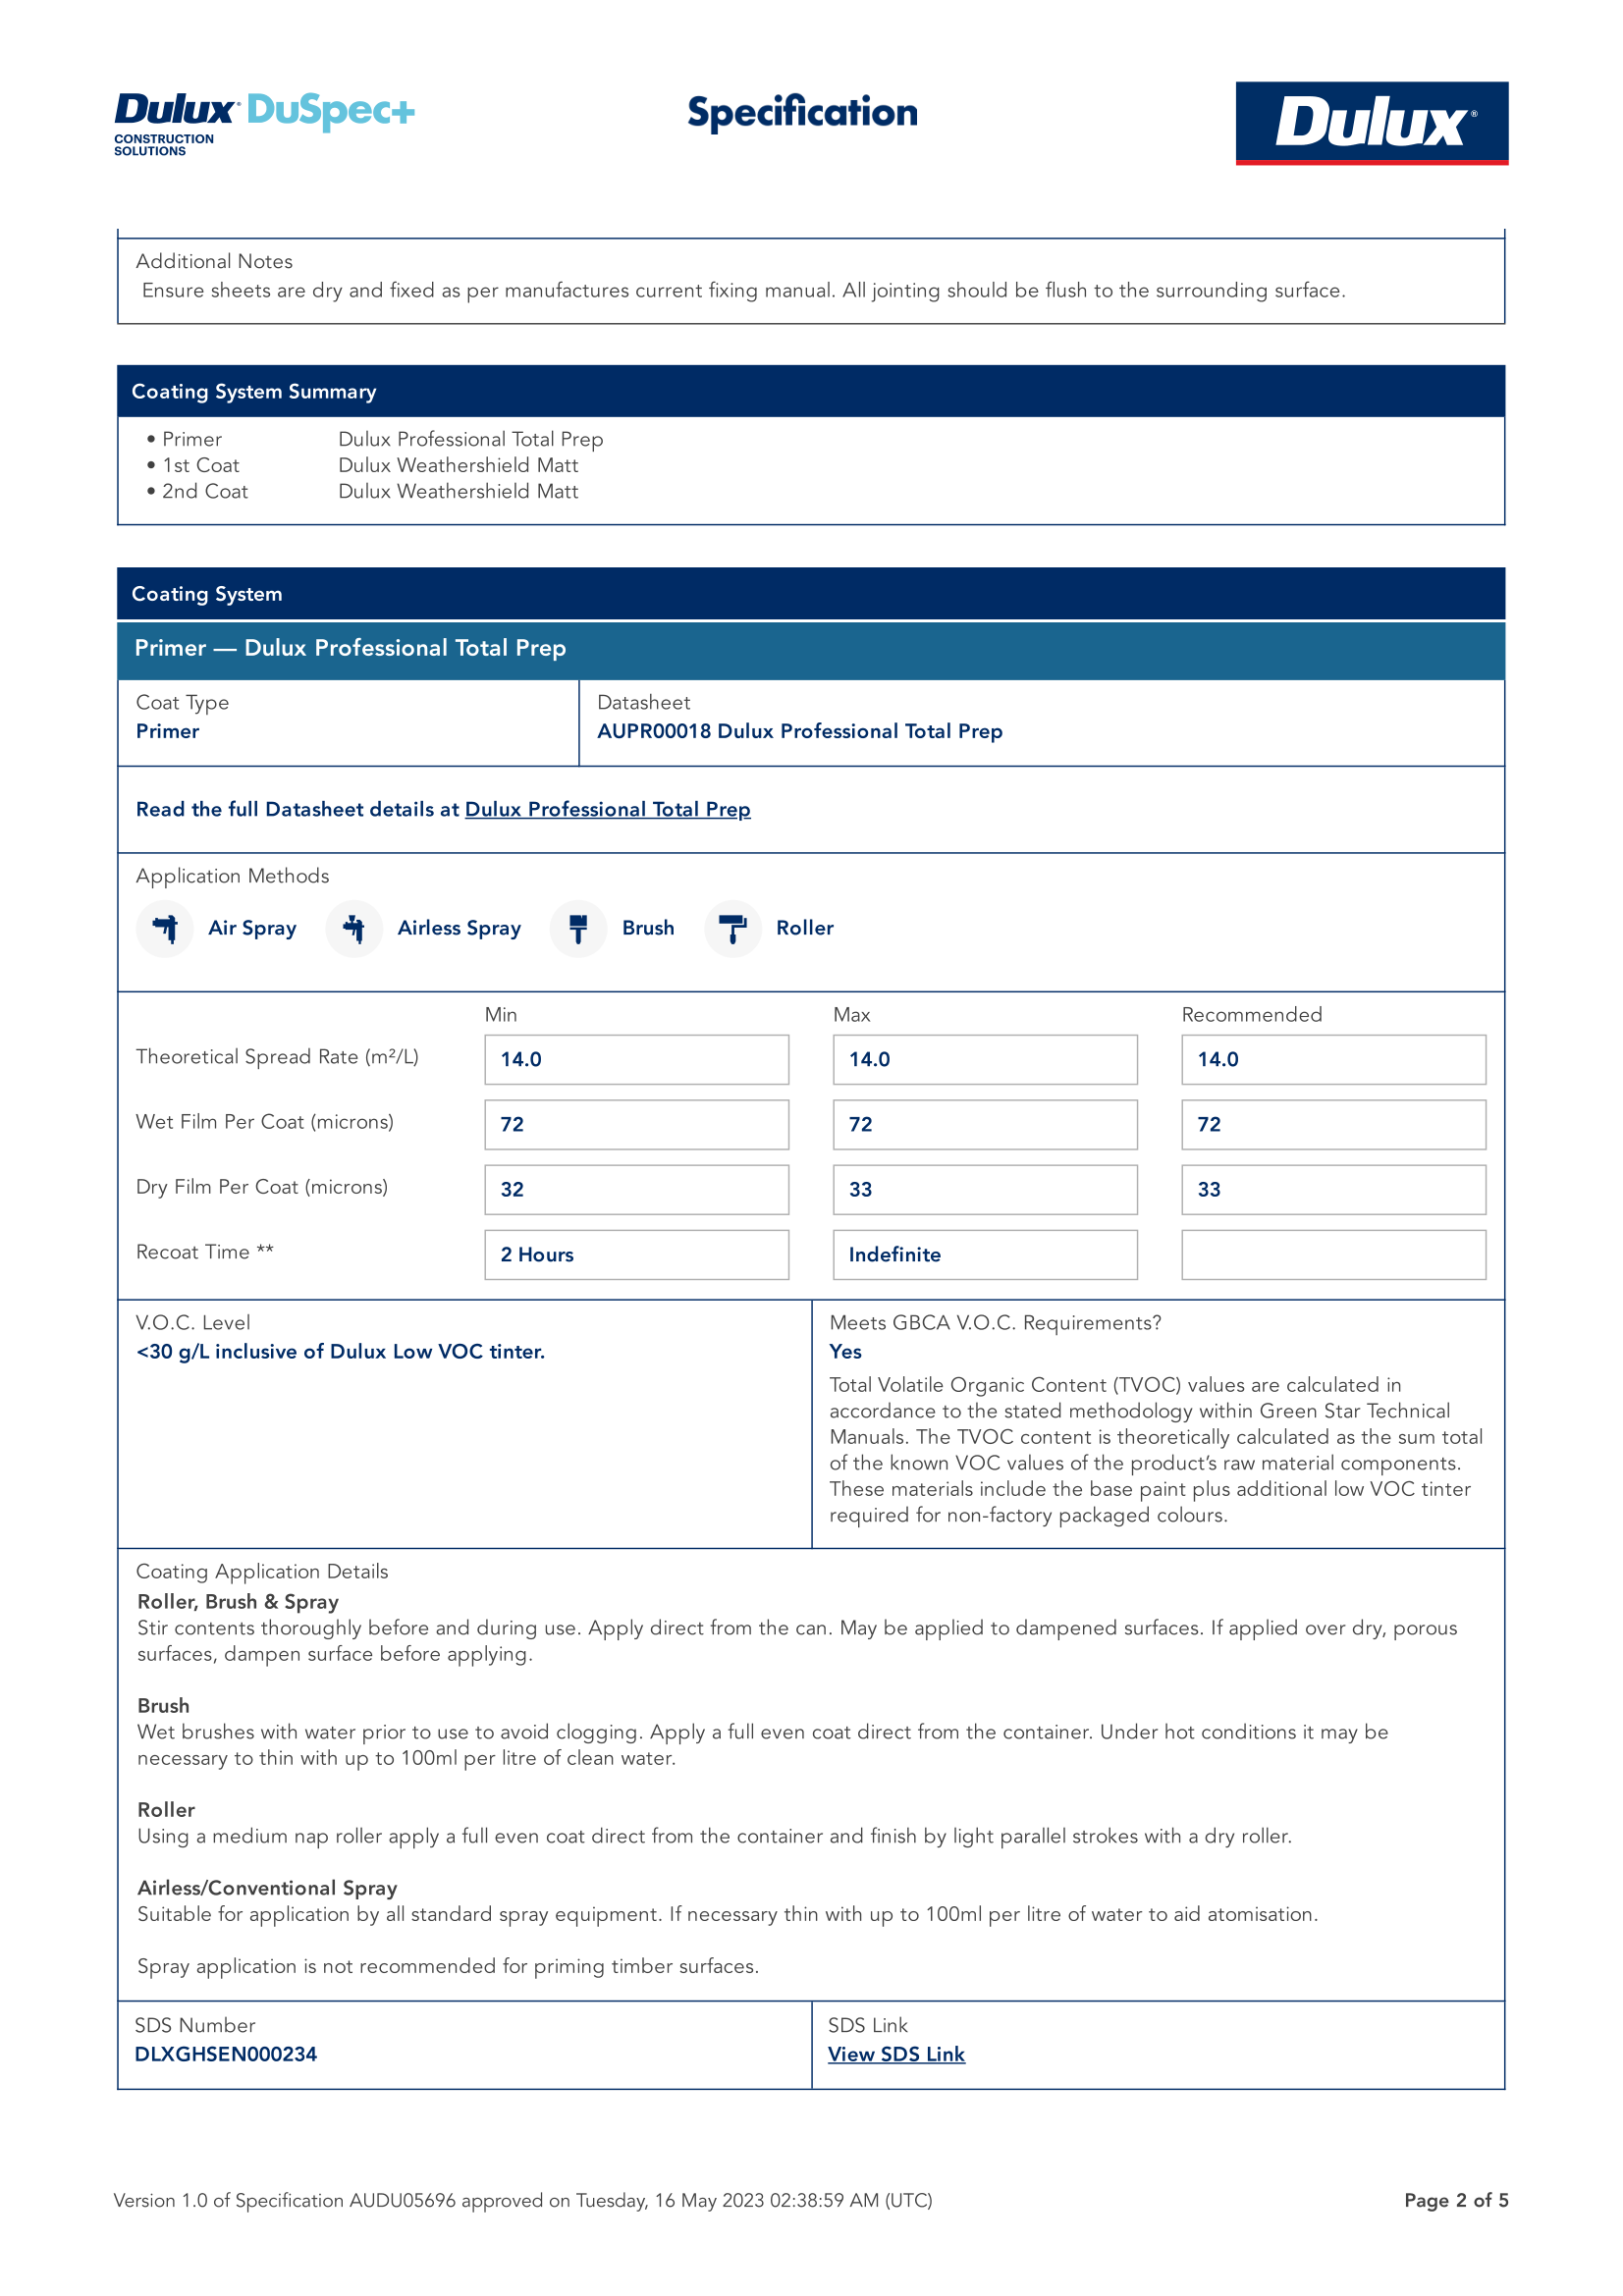 Dulux® DuSpec+
CONSTRUCTION
SOLUTIONS
Specification
Dulux®
Additional Notes
Ensure sheets are dry and fixed as per manufactures current fixing manual. All jointing should be flush to the surrounding surface.
Coating System Summary
• Primer Dulux Professional Total Prep
• 1st Coat Dulux Weathershield Matt
• 2nd Coat Dulux Weathershield Matt
Coating System
Primer — Dulux Professional Total Prep
Coat Type Datasheet
Primer AUPR00018 Dulux Professional Total Prep
Read the full Datasheet details at Dulux Professional Total Prep
Application Methods
Air Spray Airless Spray Brush Roller
Min Max Recommended
Theoretical Spread Rate (m²/L) 14.0 14.0 14.0
Wet Film Per Coat (microns) 72 72 72
Dry Film Per Coat (microns) 32 33 33
Recoat Time ** 2 Hours Indefinite
V.O.C. Level
<30 g/L inclusive of Dulux Low VOC tinter.
Meets GBCA V.O.C. Requirements?
Yes
Total Volatile Organic Content (TVOC) values are calculated in
accordance to the stated methodology within Green Star Technical
Manuals. The TVOC content is theoretically calculated as the sum total
of the known VOC values of the product's raw material components.
These materials include the base paint plus additional low VOC tinter
required for non-factory packaged colours.
Coating Application Details
Roller, Brush & Spray
Stir contents thoroughly before and during use. Apply direct from the can. May be applied to dampened surfaces. If applied over dry, porous
surfaces, dampen surface before applying.
Brush
Wet brushes with water prior to use to avoid clogging. Apply a full even coat direct from the container. Under hot conditions it may be
necessary to thin with up to 100ml per litre of clean water.
Roller
Using a medium nap roller apply a full even coat direct from the container and finish by light parallel strokes with a dry roller.
Airless/Conventional Spray
Suitable for application by all standard spray equipment. If necessary thin with up to 100ml per litre of water to aid atomisation.
Spray application is not recommended for priming timber surfaces.
SDS Number SDS Link
DLXGHSEN000234 View SDS Link
Version 1.0 of Specification AUDU05696 approved on Tuesday, 16 May 2023 02:38:59 AM (UTC) Page 2 of 5